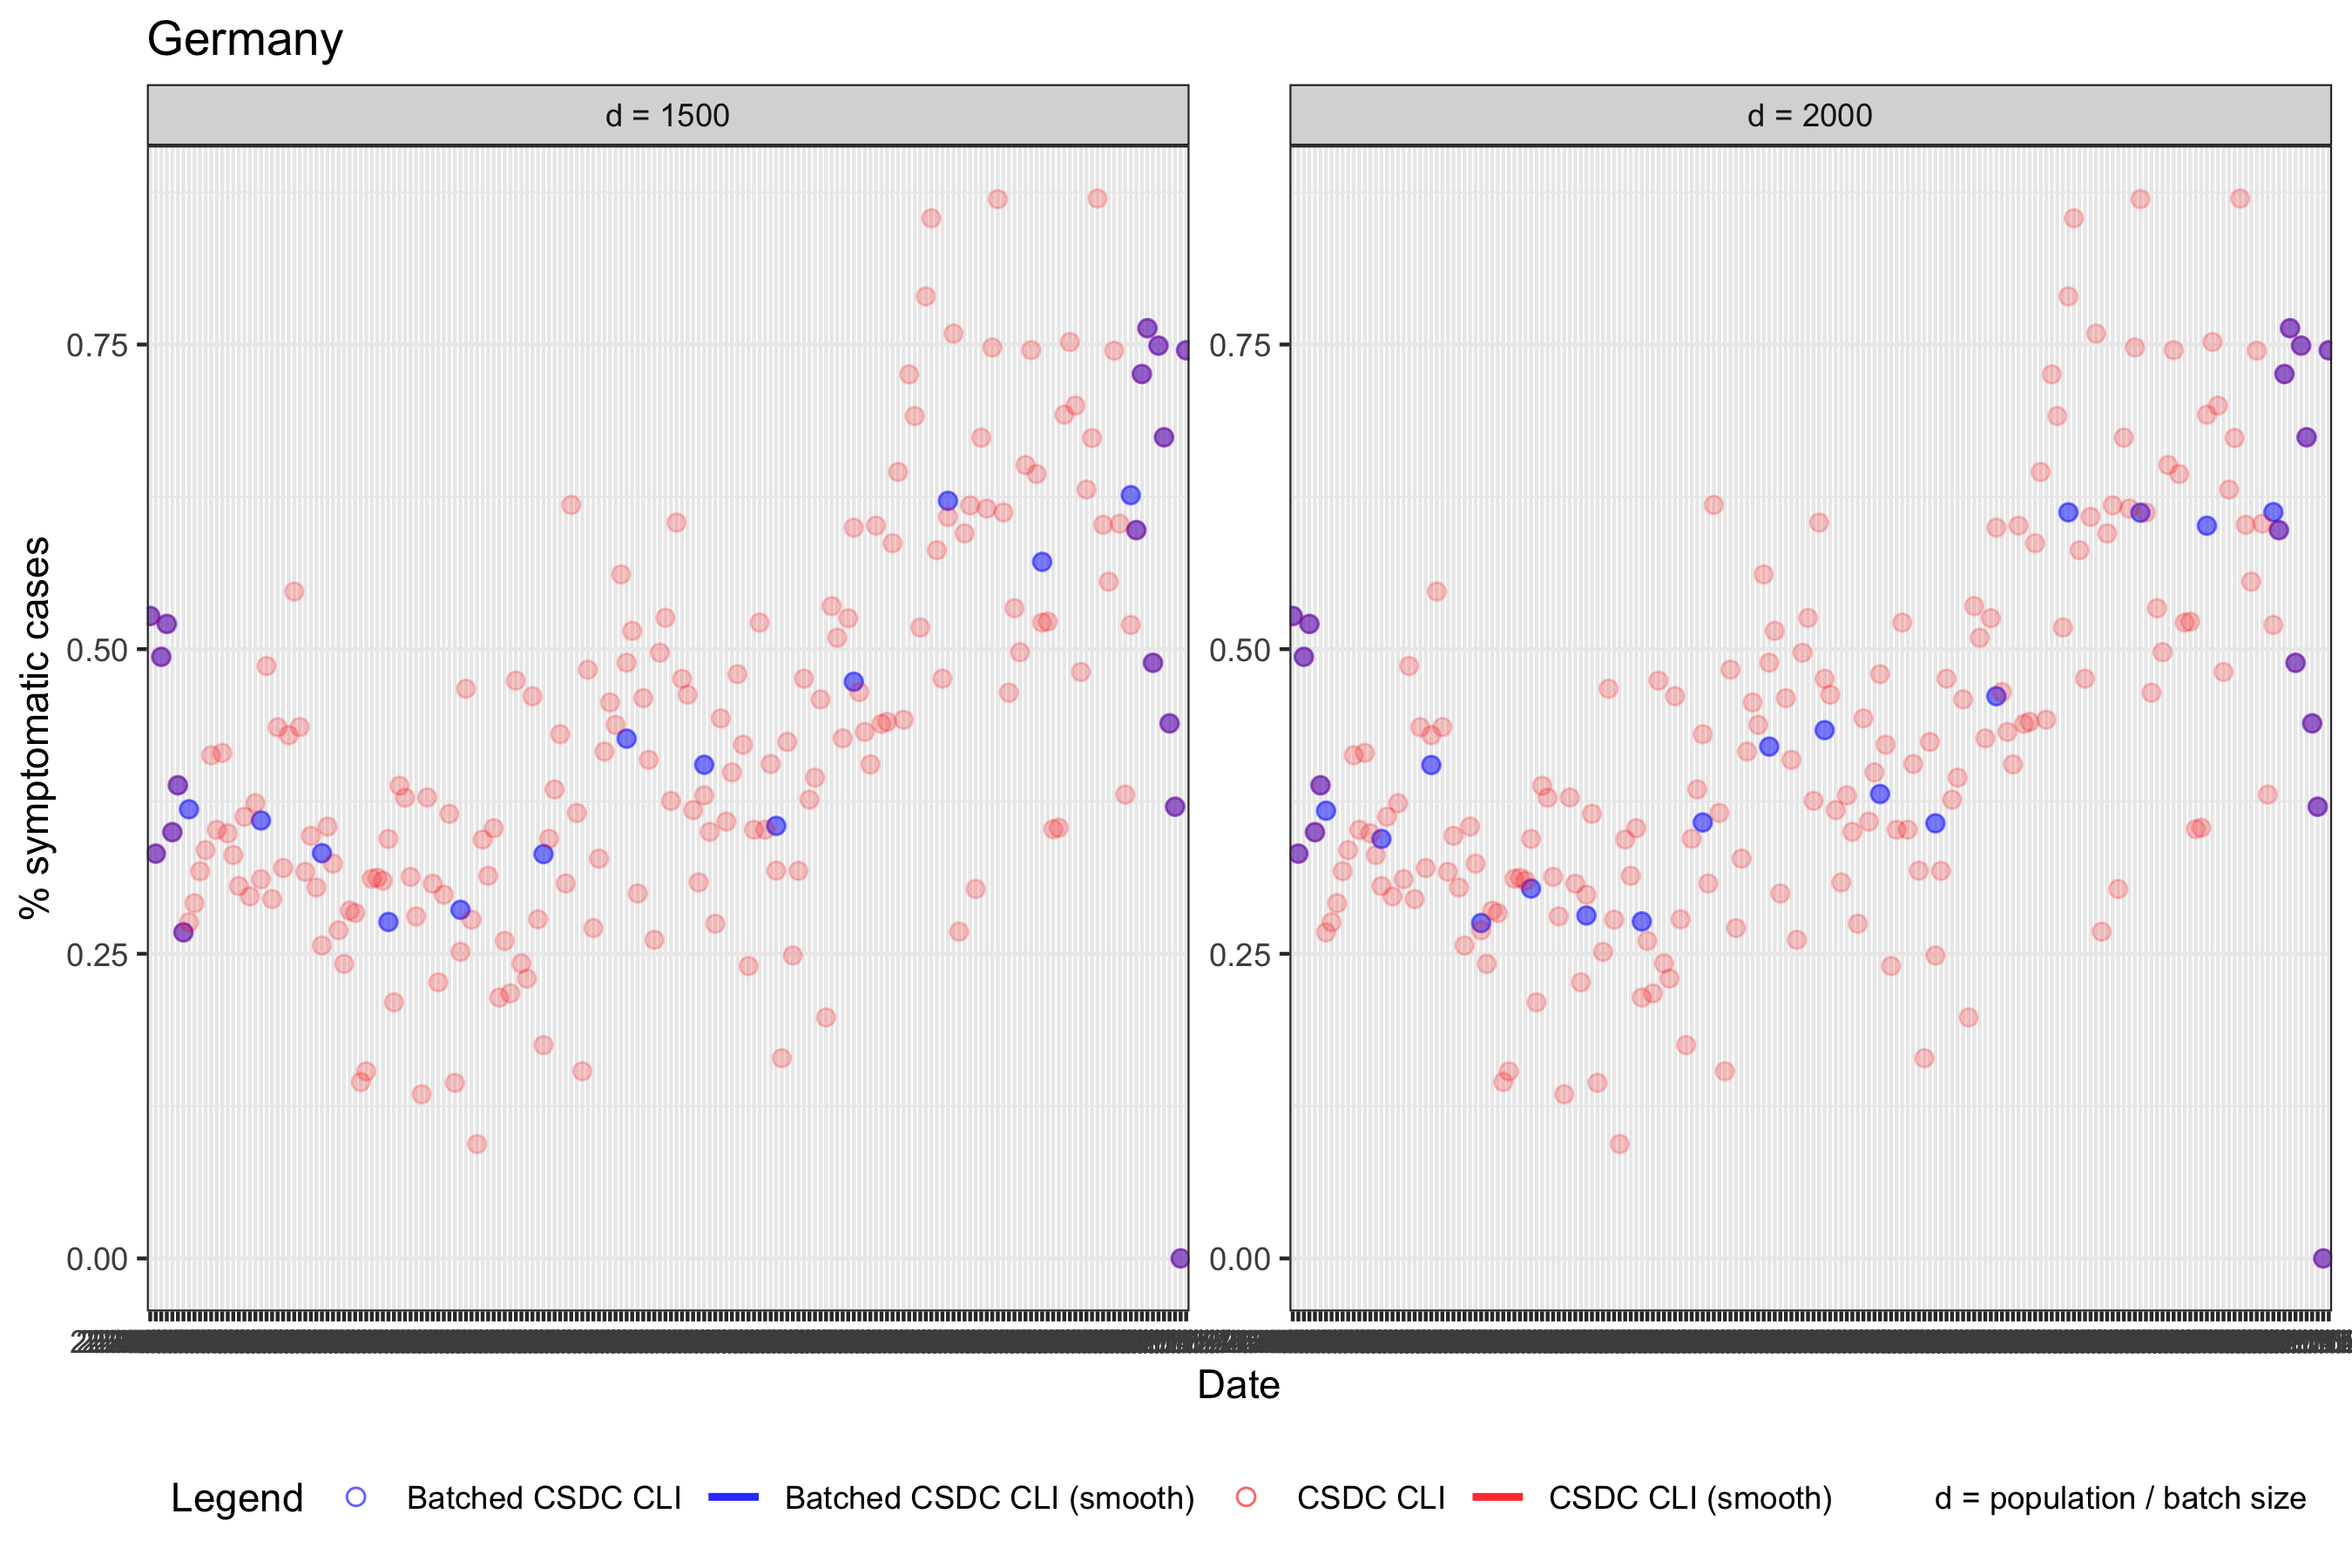 Germany
d = 1500
d = 2000
% symptomatic cases
0.75
0.50
0.25
0.00
0.75
0.50
0.25
0.00
Date
Legend Batched CSDC CLI Batched CSDC CLI (smooth) CSDC CLI CSDC CLI (smooth) d = population / batch size